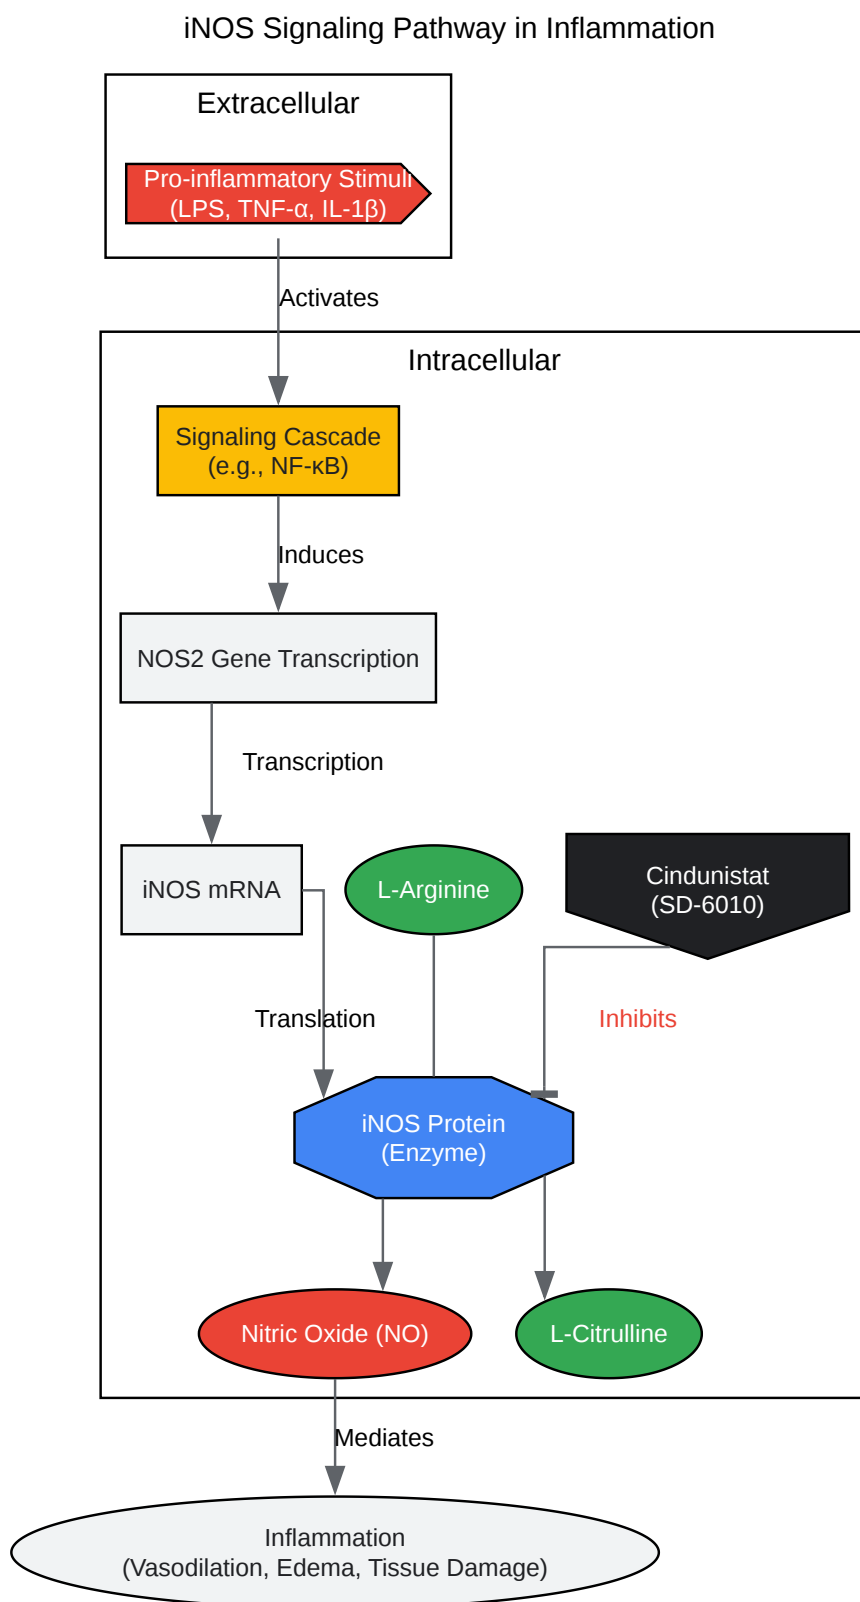 iNOS Signaling Pathway in Inflammation
Extracellular
Pro-inflammatory Stimuli
(LPS, TNF-α, IL-1β)
Activates
Intracellular
Signaling Cascade
(e.g., NF-κB)
Induces
NOS2 Gene Transcription
Transcription
iNOS mRNA
L-Arginine
Cindunistat
(SD-6010)
Translation
Inhibits
iNOS Protein
(Enzyme)
Nitric Oxide (NO)
L-Citrulline
Mediates
Inflammation
(Vasodilation, Edema, Tissue Damage)